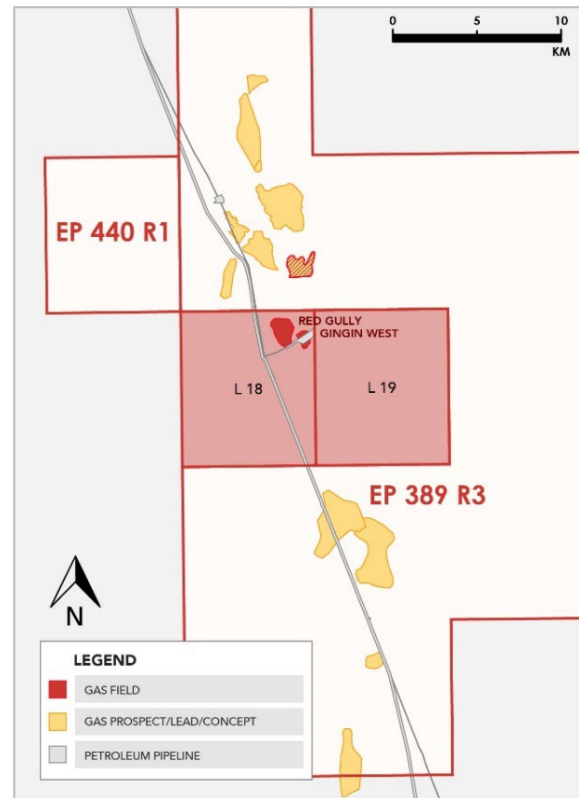 0 5 10
KM
EP 440 R1
RED GULLY
GINGIN WEST
L 18
L 19
EP 389 R3
N
LEGEND
GAS FIELD
GAS PROSPECT/LEAD/CONCEPT
PETROLEUM PIPELINE